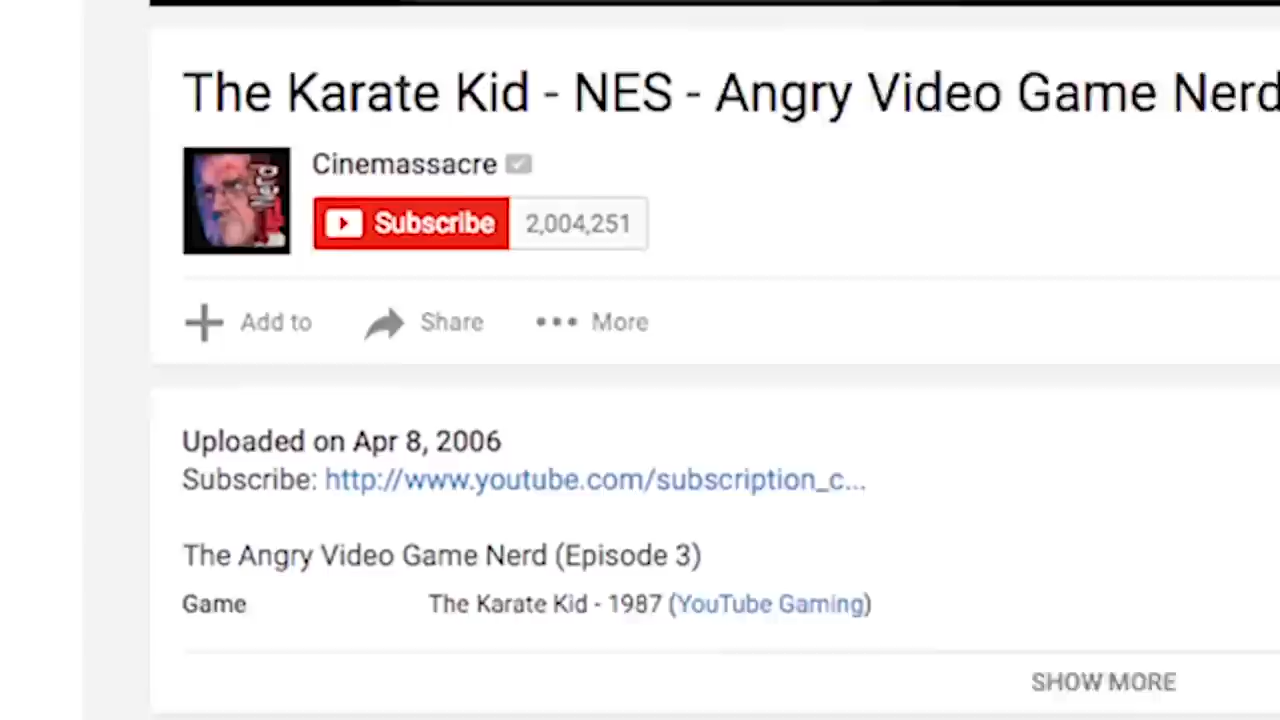 The Karate Kid - NES - Angry Video Game Nerd
Nerd
Cinemassacre
Subscribe 2,004,251
Add to Share More
Uploaded on Apr 8, 2006
Subscribe: http://www.youtube.com/subscription_c...
The Angry Video Game Nerd (Episode 3)
Game The Karate Kid - 1987 (YouTube Gaming)
SHOW MORE